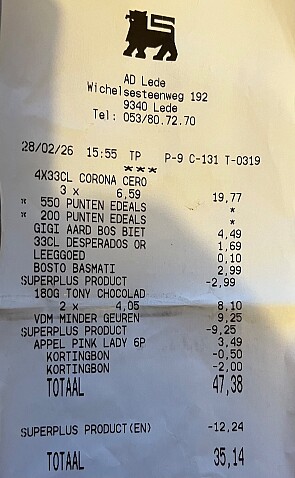 AD Lede
Wichelsesteenweg 192
9340 Lede
Tel: 053/80.72.70
28/02/26 15:55 TP P-9 C-131 T-0319
***
4X33CL CORONA CERO
3 x 6,59 19,77
* 550 PUNTEN EDEALS *
* 200 PUNTEN EDEALS *
GIGI AARD BOS BIET 4,49
33CL DESPERADOS OR 1,69
LEEGGOED 0,10
BOSTO BASMATI 2,99
SUPERPLUS PRODUCT -2,99
180G TONY CHOCOLAD
2 x 4,05 8,10
VDM MINDER GEUREN 9,25
SUPERPLUS PRODUCT -9,25
APPEL PINK LADY 6P 3,49
KORTINGBON -0,50
KORTINGBON -2,00
TOTAAL 47,38
SUPERPLUS PRODUCT(EN) -12,24
TOTAAL 35,14